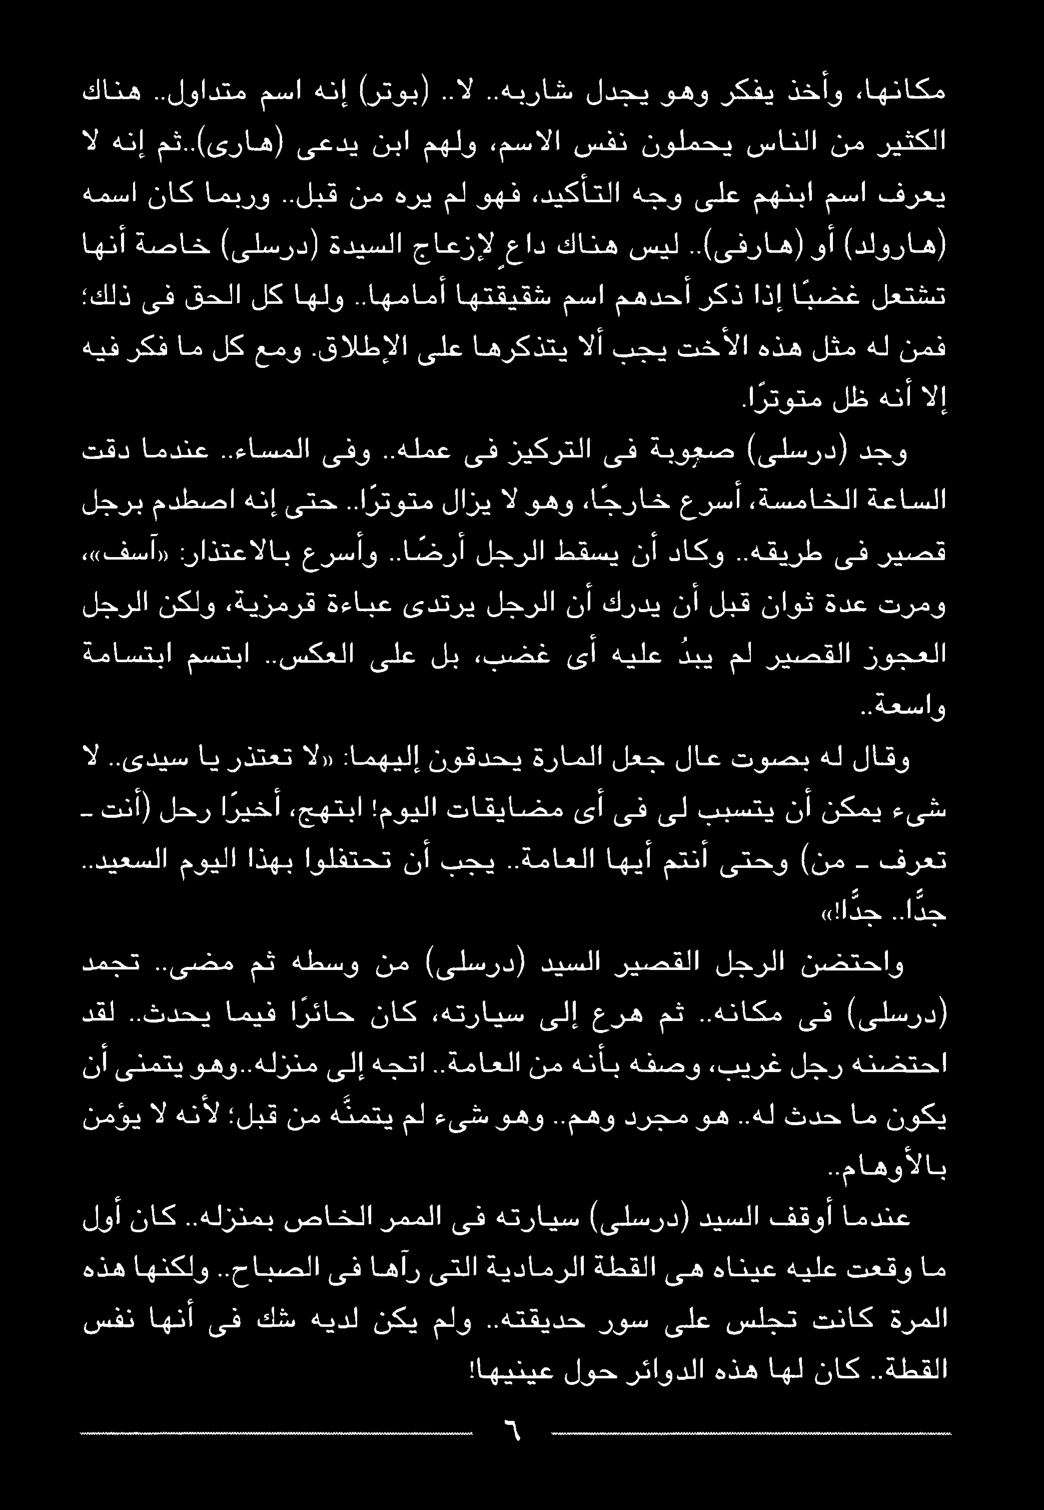 مكانها، وأخذ يفكر وهو يجدل شاربه.. لا.. (بوتر) إنه اسم متداول.. هناك
الكثير من الناس يحملون نفس الاسم، ولهم ابن يدعى (هارى)..ثم إنه لا
يعرف اسم ابنهم على وجه التأكيد، فهو لم يره من قبل.. وربما كان اسمه
(هارولد) أو (هارفى).. ليس هناك داعٍ لإزعاج السيدة (درسلى) خاصة أنها
تشتعل غضبًا إذا ذكر أحدهم اسم شقيقتها أمامها.. ولها كل الحق فى ذلك؛
فمن له مثل هذه الأخت يجب ألا يتذكرها على الإطلاق. ومع كل ما فكر فيه
إلا أنه ظل متوترًا.
وجد (درسلى) صعوبة فى التركيز فى عمله.. وفى المساء.. عندما دقت
الساعة الخامسة، أسرع خارجًا، وهو لا يزال متوترًا.. حتى إنه اصطدم برجل
قصير فى طريقه.. وكاد أن يسقط الرجل أرضًا.. وأسرع بالاعتذار: «آسف»،
ومرت عدة ثوان قبل أن يدرك أن الرجل يرتدى عباءة قرمزية، ولكن الرجل
العجوز القصير لم يبدُ عليه أى غضب، بل على العكس.. ابتسم ابتسامة
واسعة..
وقال له بصوت عال جعل المارة يحدقون إليهما: «لا تعتذر يا سيدى.. لا
شىء يمكن أن يتسبب لى فى أى مضايقات اليوم! ابتهج، أخيرًا رحل (أنت ـ
تعرف ـ من) وحتى أنتم أيها العامة.. يجب أن تحتفلوا بهذا اليوم السعيد..
جدًّا.. جدًّا!»
واحتضن الرجل القصير السيد (درسلى) من وسطه ثم مضى.. تجمد
(درسلى) فى مكانه.. ثم هرع إلى سيارته، كان حائرًا فيما يحدث.. لقد
احتضنه رجل غريب، وصفه بأنه من العامة.. اتجه إلى منزله..وهو يتمنى أن
يكون ما حدث له.. هو مجرد وهم.. وهو شىء لم يتمنَّه من قبل؛ لأنه لا يؤمن
بالأوهام..
عندما أوقف السيد (درسلى) سيارته فى الممر الخاص بمنزله.. كان أول
ما وقعت عليه عيناه هى القطة الرمادية التى رآها فى الصباح.. ولكنها هذه
المرة كانت تجلس على سور حديقته.. ولم يكن لديه شك فى أنها نفس
القطة.. كان لها هذه الدوائر حول عينيها!
٦